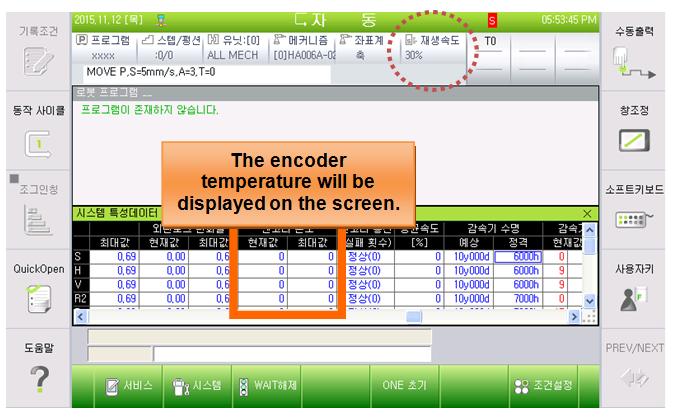 기록조건
2015,11,12 [목]
자 동
S
05:53:45 PM
수동출력
프로그램
xxxx
스텝/펑션
:0/0
유닛:[0]
ALL MECH
메커니즘
[0]HA006A-02
좌표계
축
재생속도
30%
T0
MOVE P,S=5mm/s,A=3,T=0
로봇 프로그램 __
프로그램이 존재하지 않습니다.
동작 사이클
1
창조정
The encoder
temperature will be
displayed on the screen.
조그인칭
소프트키보드
시스템 특성데이터
감속기 수명
최대값 현재값 최대값 현재값 최대값 실패 횟수) [%] 예상 정격 현재값
S 0,69 0,00 0,6 0 0 정상(0) 0 10y000d 6000h 0
H 0,69 0,00 0,6 0 0 정상(0) 0 10y000d 6000h 9
V 0,69 0,00 0,6 0 0 정상(0) 0 10y000d 6000h 0
R2 0,69 0,00 0,6 0 0 정상(0) 0 10y000d 7000h 0
QuickOpen
사용자키
도움말
PREV/NEXT
서비스
시스템
WAIT해제
ONE 초기
조건설정